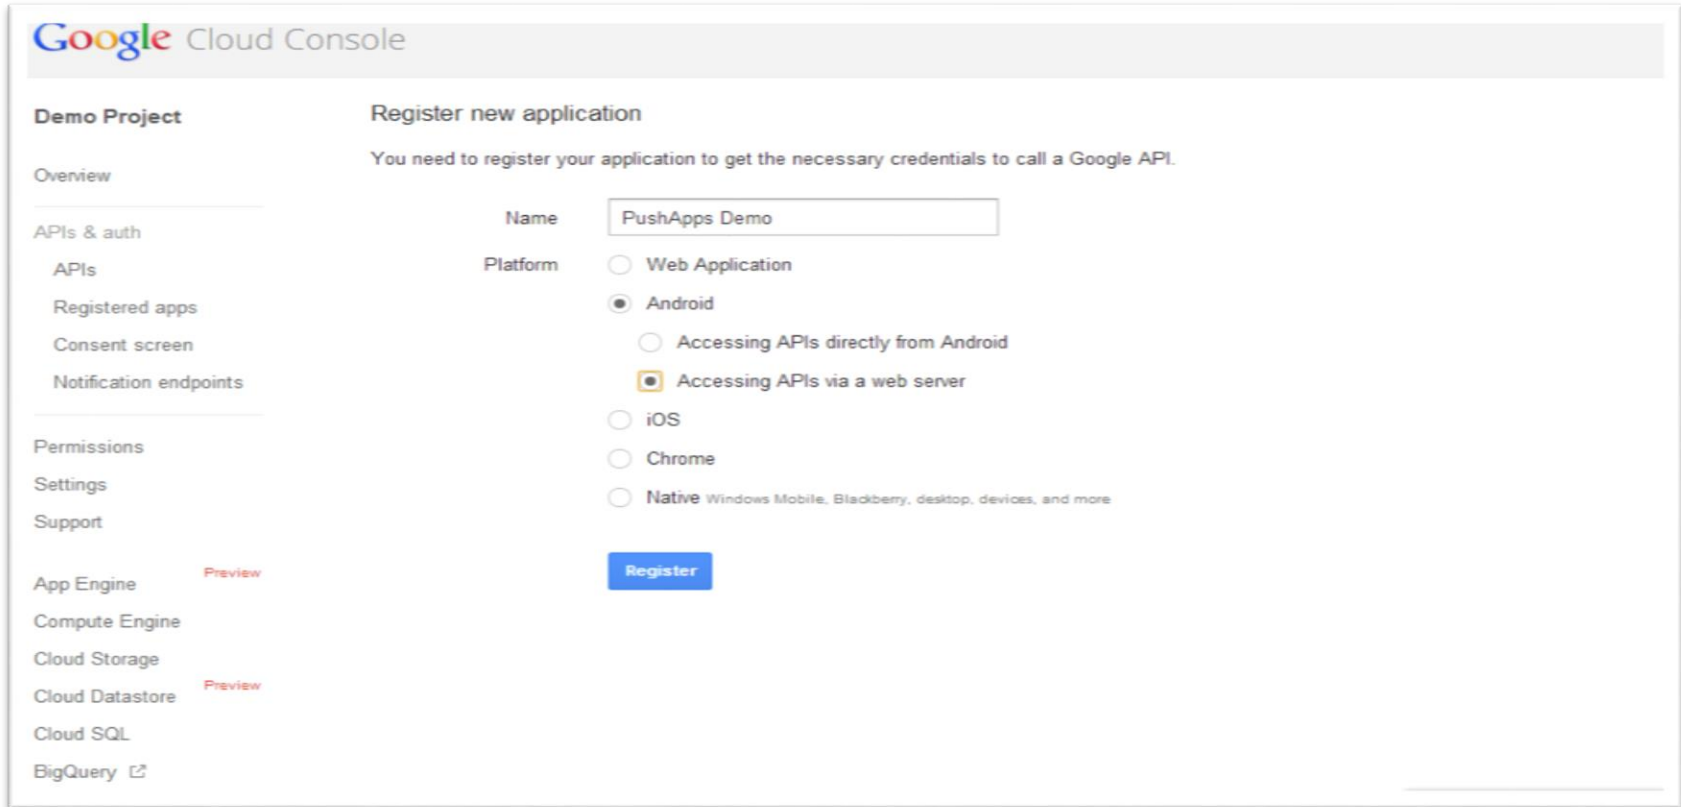 Google Cloud Console
Demo Project
Overview
APIs & auth
APIs
Registered apps
Consent screen
Notification endpoints
Permissions
Settings
Support
App Engine Preview
Compute Engine
Cloud Storage
Cloud Datastore Preview
Cloud SQL
BigQuery
Register new application
You need to register your application to get the necessary credentials to call a Google API.
Name PushApps Demo
Platform Web Application
Android
Accessing APIs directly from Android
Accessing APIs via a web server
iOS
Chrome
Native Windows Mobile, Blackberry, desktop, devices, and more
Register